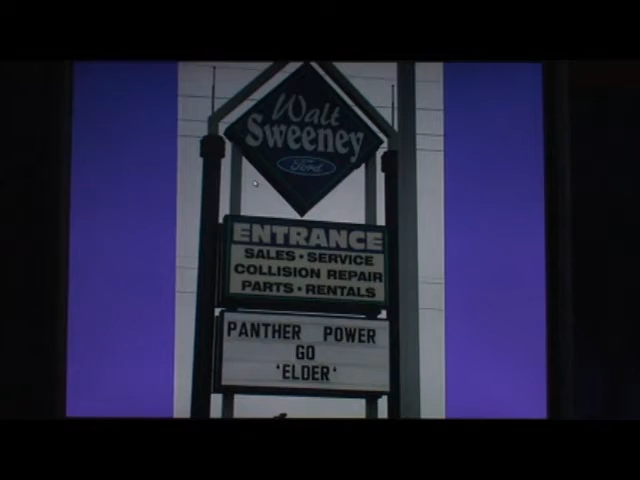 Walt
Sweeney
Ford
ENTRANCE
SALES • SERVICE
COLLISION REPAIR
PARTS • RENTALS
PANTHER POWER
GO
'ELDER'